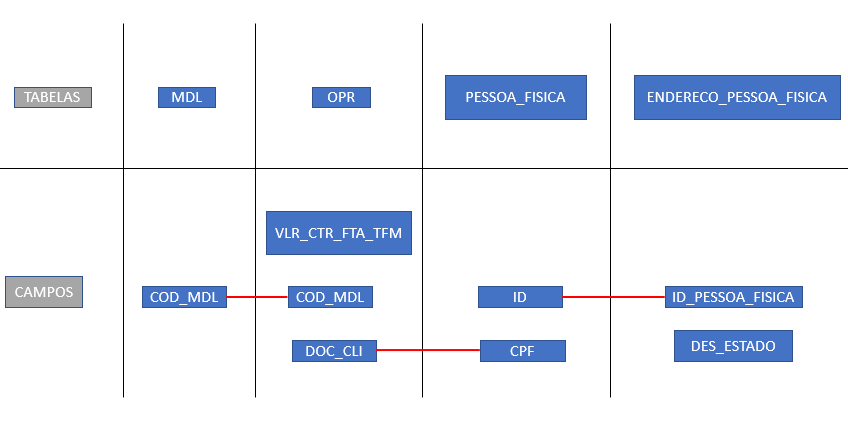 TABELAS
MDL
OPR
PESSOA_FISICA
ENDERECO_PESSOA_FISICA
VLR_CTR_FTA_TFM
CAMPOS
COD_MDL
COD_MDL
ID
ID_PESSOA_FISICA
DOC_CLI
CPF
DES_ESTADO